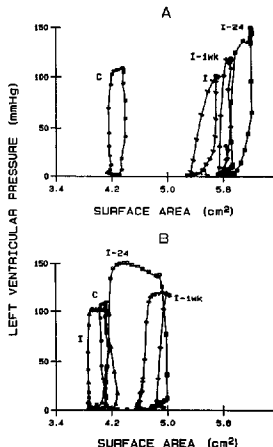 A
LEFT VENTRICULAR PRESSURE (mmHg)
150
100
50
0
C
I-24
I-1wk
I
3.4 4.2 5.0 5.8
SURFACE AREA (cm²)
B
150
100
50
0
I-24
C
I-1wk
I
3.4 4.2 5.0 5.8
SURFACE AREA (cm²)